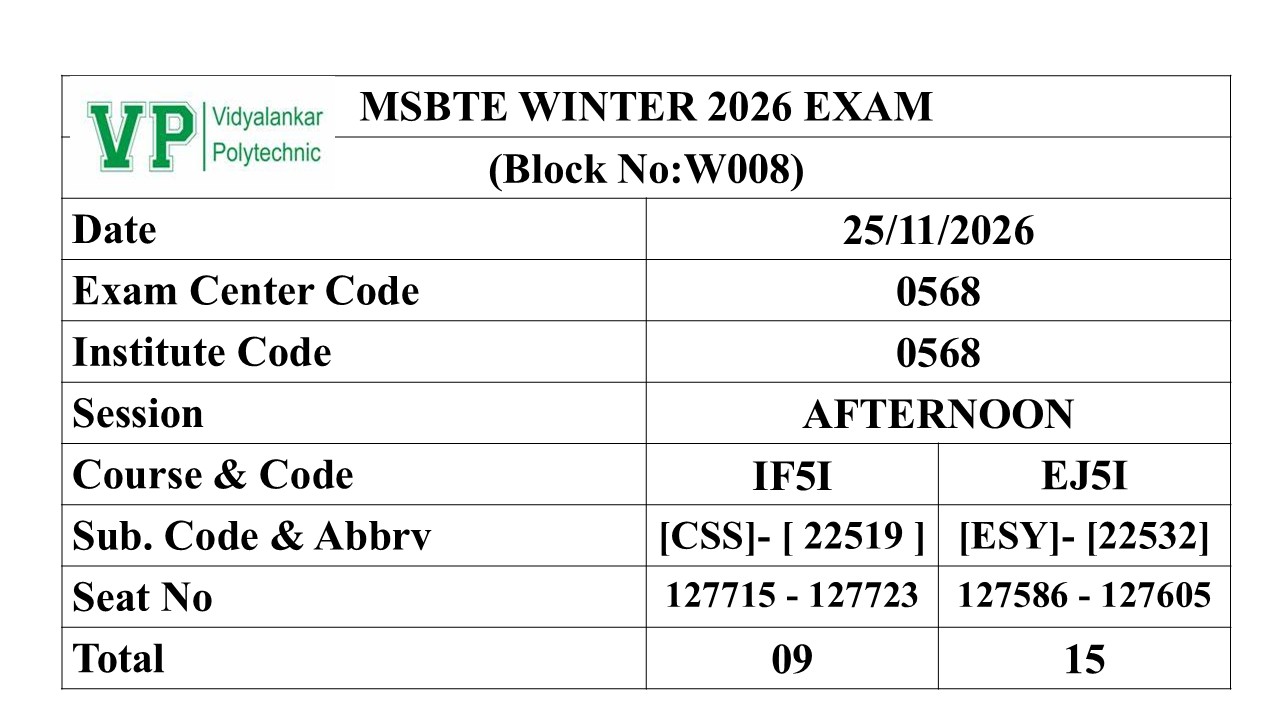 Vidyalankar
Polytechnic
VP
MSBTE WINTER 2026 EXAM
(Block No:W008)
Date 25/11/2026
Exam Center Code 0568
Institute Code 0568
Session AFTERNOON
Course & Code IF5I EJ5I
Sub. Code & Abbrv [CSS]- [ 22519 ] [ESY]- [22532]
Seat No 127715 - 127723 127586 - 127605
Total 09 15